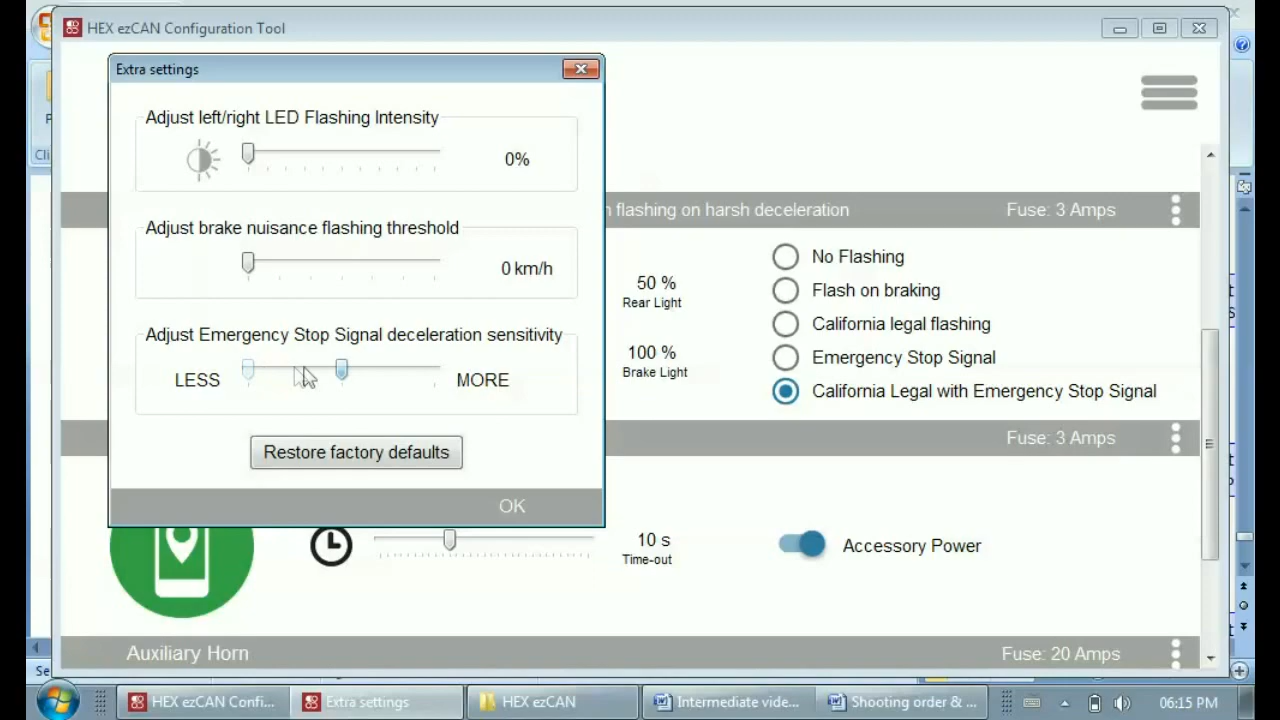 HEX ezCAN Configuration Tool
Extra settings
Adjust left/right LED Flashing Intensity
0%
Adjust brake nuisance flashing threshold
0 km/h
Adjust Emergency Stop Signal deceleration sensitivity
LESS
MORE
Restore factory defaults
OK
flashing on harsh deceleration
Fuse: 3 Amps
50 %
Rear Light
100 %
Brake Light
No Flashing
Flash on braking
California legal flashing
Emergency Stop Signal
California Legal with Emergency Stop Signal
Fuse: 3 Amps
10 s
Time-out
Accessory Power
Auxiliary Horn
Fuse: 20 Amps
HEX ezCAN Confi...
Extra settings
HEX ezCAN
Intermediate vide...
Shooting order & ...
06:15 PM